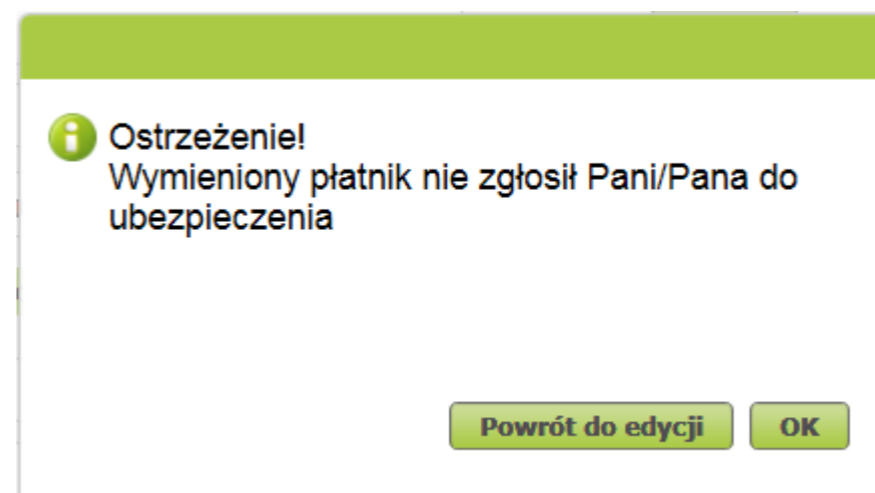 Ostrzeżenie!
Wymieniony płatnik nie zgłosił Pani/Pana do
ubezpieczenia
Powrót do edycji OK